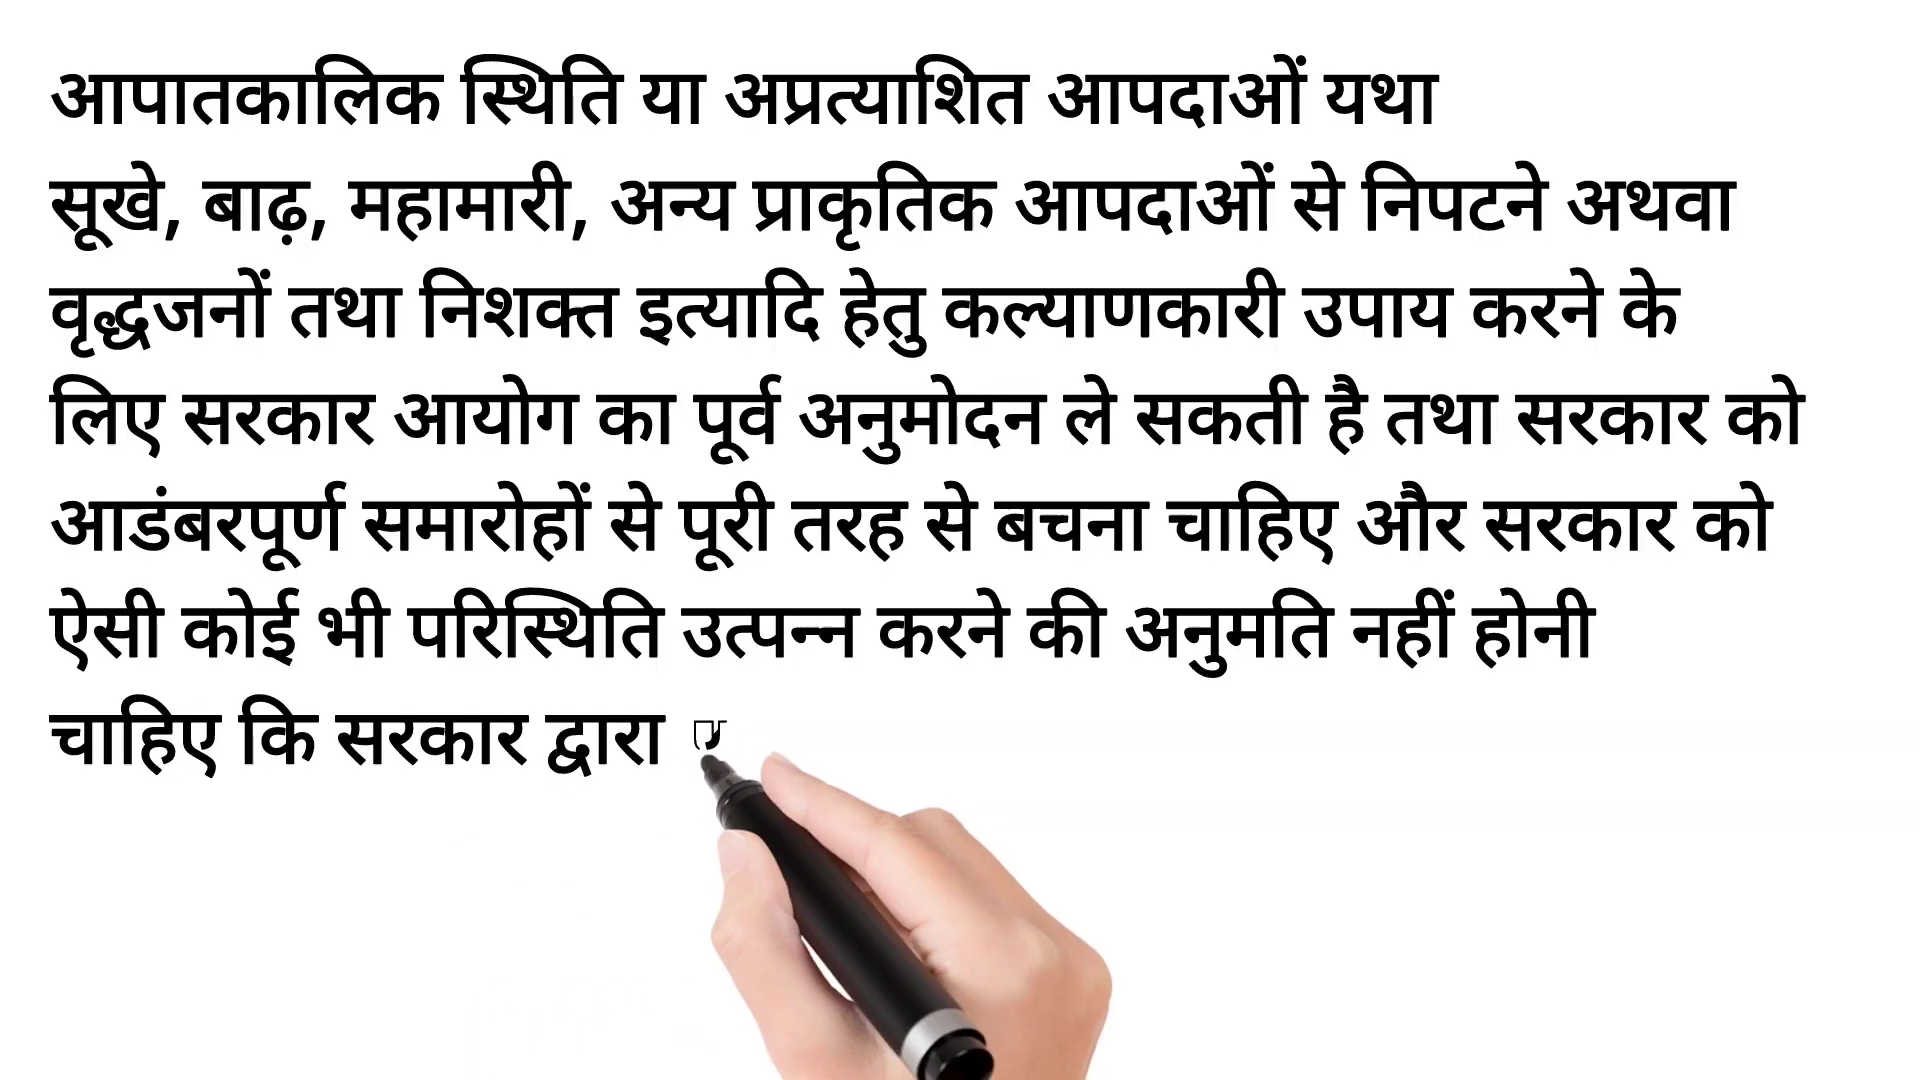 आपातकालिक स्थिति या अप्रत्याशित आपदाओं यथा
सूखे, बाढ़, महामारी, अन्य प्राकृतिक आपदाओं से निपटने अथवा
वृद्धजनों तथा निशक्त इत्यादि हेतु कल्याणकारी उपाय करने के
लिए सरकार आयोग का पूर्व अनुमोदन ले सकती है तथा सरकार को
आडंबरपूर्ण समारोहों से पूरी तरह से बचना चाहिए और सरकार को
ऐसी कोई भी परिस्थिति उत्पन्न करने की अनुमति नहीं होनी
चाहिए कि सरकार द्वारा